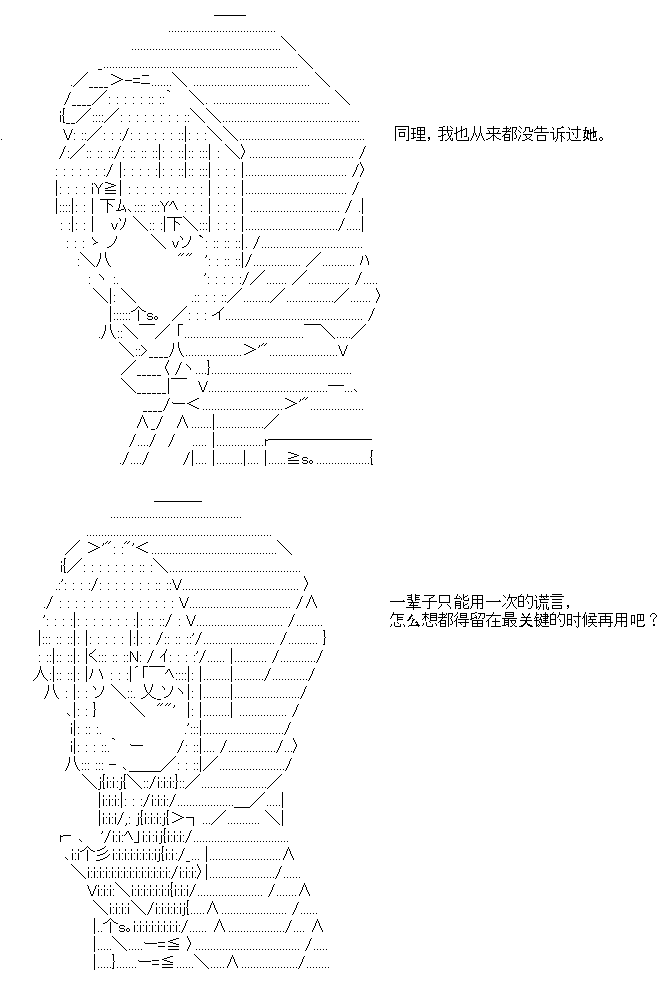 同理，我也从来都没告诉过她。
一辈子只能用一次的谎言，
怎么想都得留在最关键的时候再用吧？